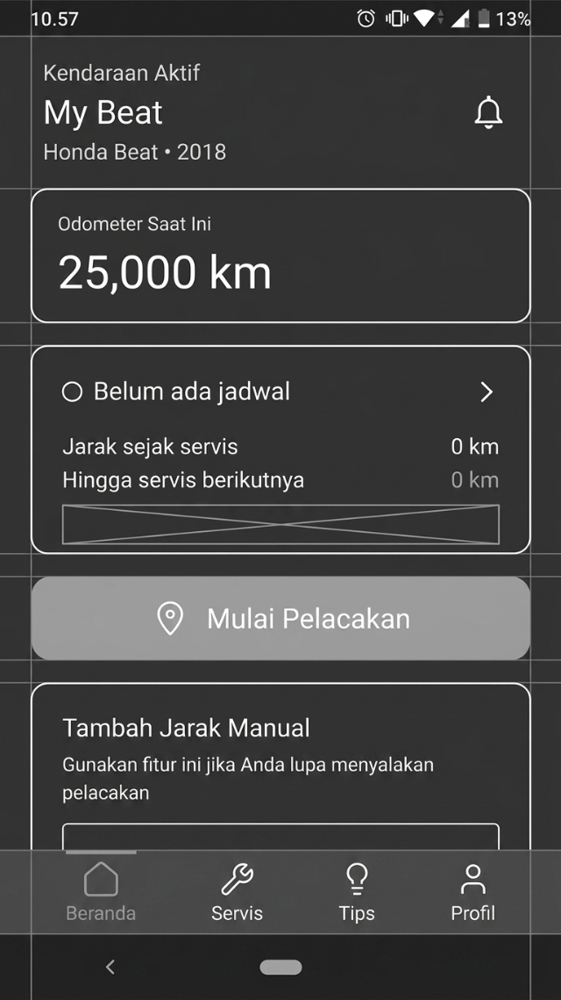 10.57
13%
Kendaraan Aktif
My Beat
Honda Beat • 2018
Odometer Saat Ini
25,000 km
Belum ada jadwal
Jarak sejak servis 0 km
Hingga servis berikutnya 0 km
Mulai Pelacakan
Tambah Jarak Manual
Gunakan fitur ini jika Anda lupa menyalakan
pelacakan
Beranda Servis Tips Profil